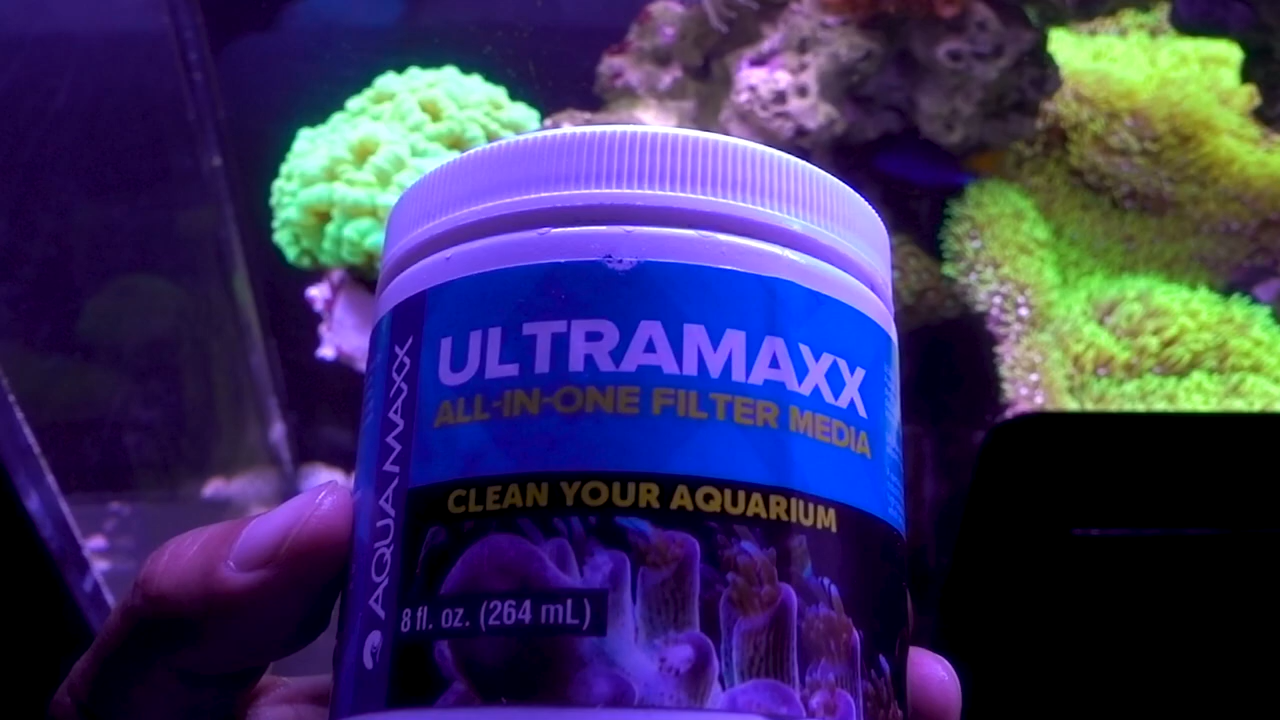 ULTRAMAXX
ALL-IN-ONE FILTER MEDIA
CLEAN YOUR AQUARIUM
8 fl. oz. (264 mL)
AQUAMAXX